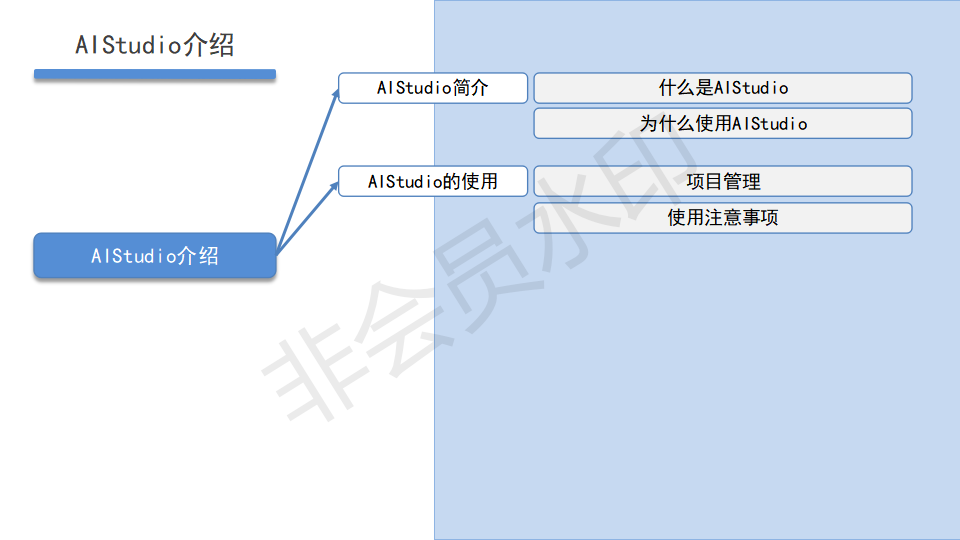 AIStudio介绍
AIStudio简介
什么是AIStudio
为什么使用AIStudio
AIStudio的使用
项目管理
使用注意事项
AIStudio介绍
非会员水印